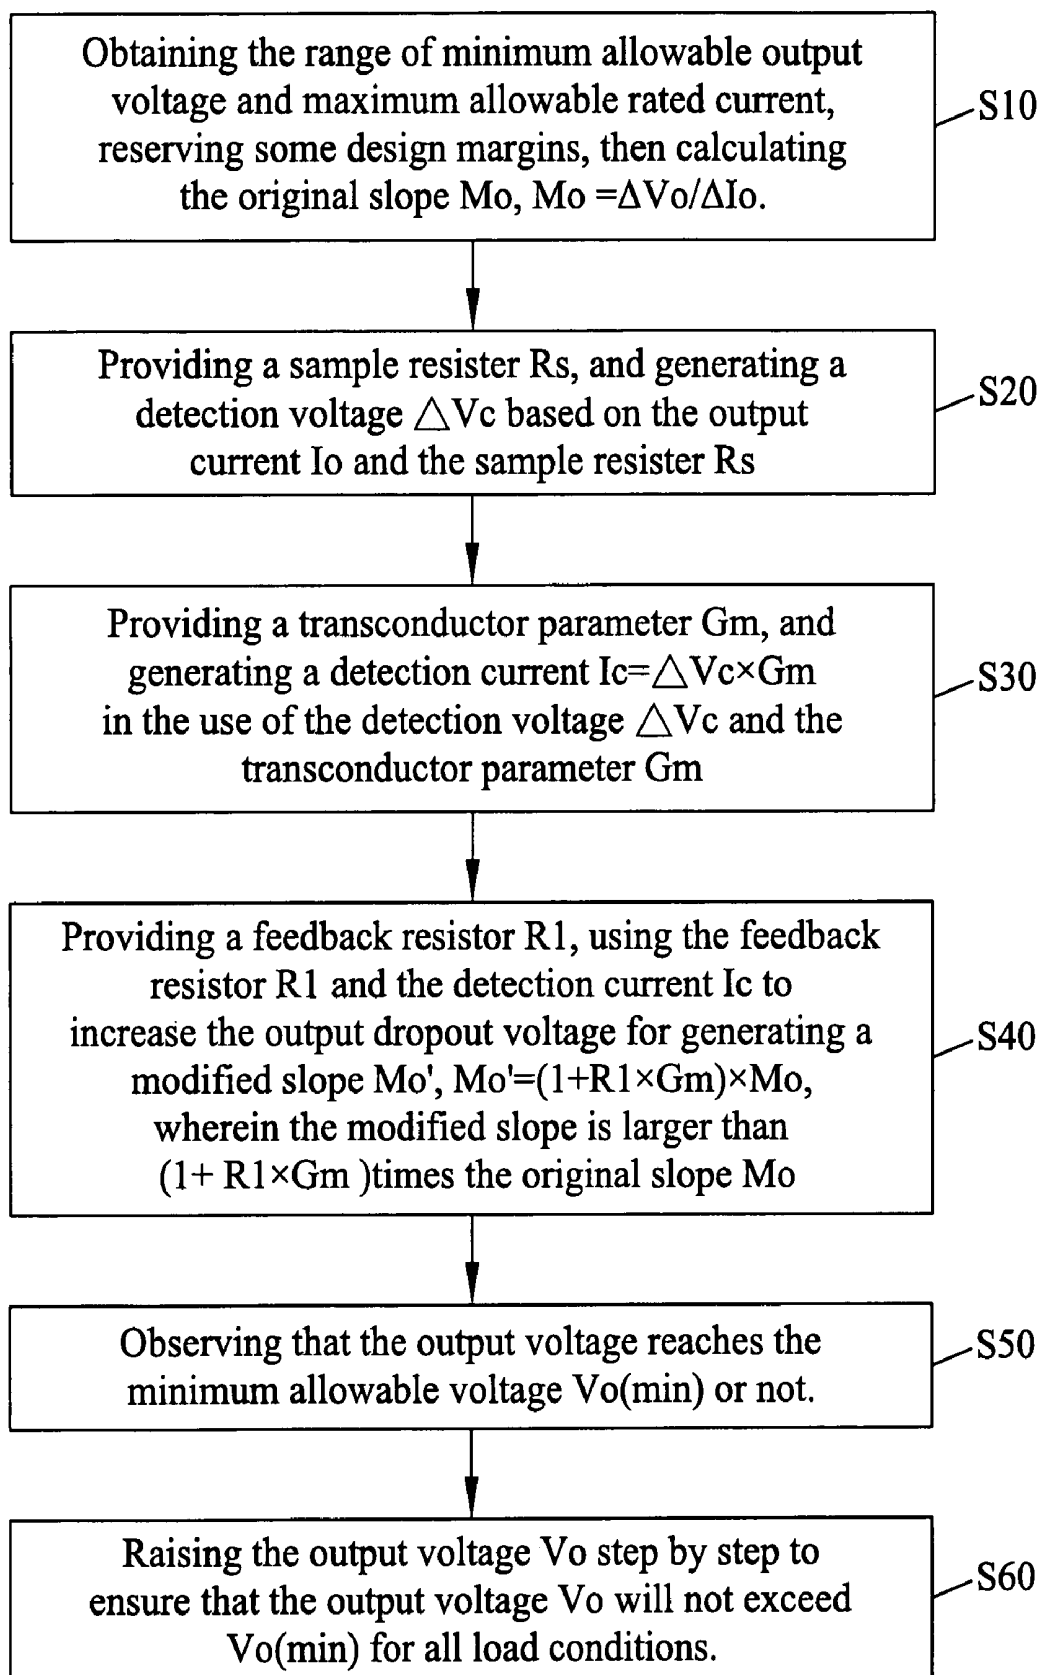 Obtaining the range of minimum allowable output
voltage and maximum allowable rated current,
reserving some design margins, then calculating
the original slope Mo, Mo =ΔVo/ΔIo.
S10
Providing a sample resister Rs, and generating a
detection voltage △Vc based on the output
current Io and the sample resister Rs
S20
Providing a transconductor parameter Gm, and
generating a detection current Ic=△Vc×Gm
in the use of the detection voltage △Vc and the
transconductor parameter Gm
S30
Providing a feedback resistor R1, using the feedback
resistor R1 and the detection current Ic to
increase the output dropout voltage for generating a
modified slope Mo', Mo'=(1+R1×Gm)×Mo,
wherein the modified slope is larger than
(1+ R1×Gm )times the original slope Mo
S40
Observing that the output voltage reaches the
minimum allowable voltage Vo(min) or not.
S50
Raising the output voltage Vo step by step to
ensure that the output voltage Vo will not exceed
Vo(min) for all load conditions.
S60